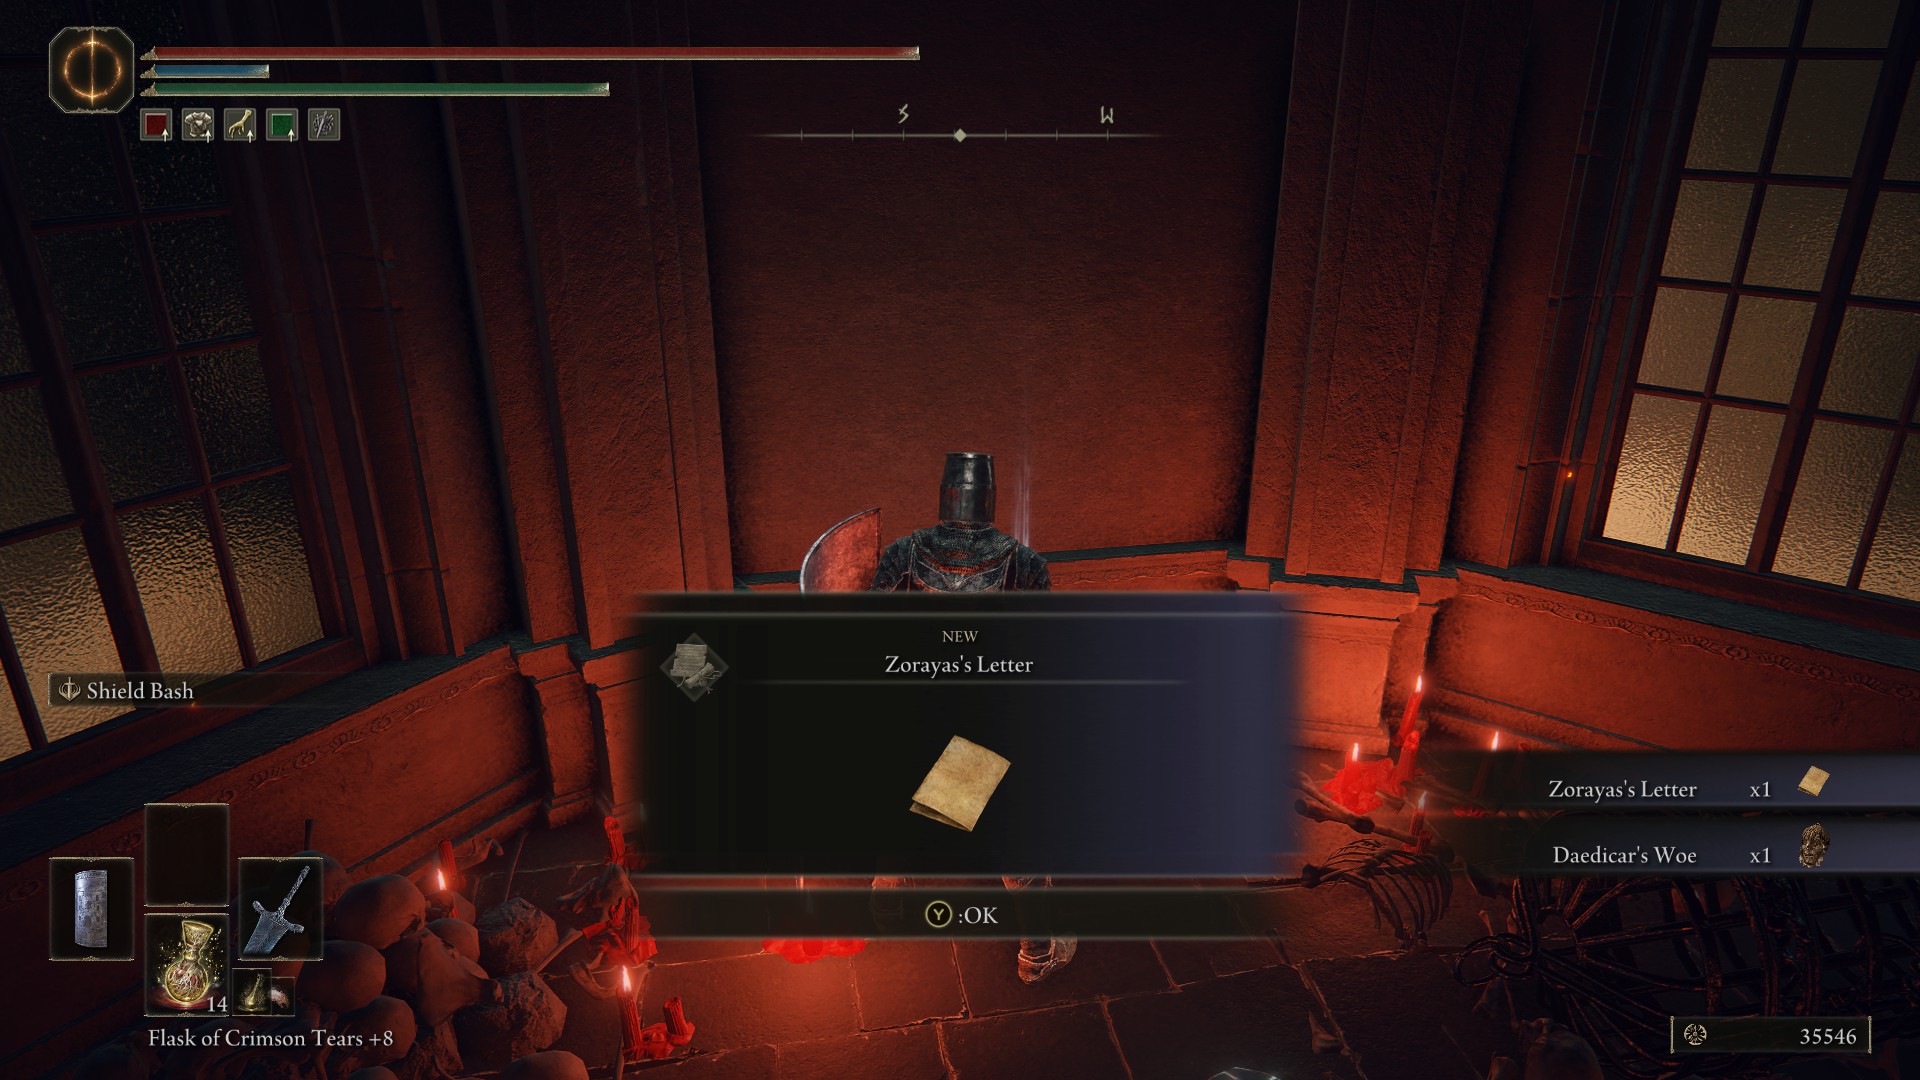 S
W
Shield Bash
NEW
Zorayas's Letter
Y :OK
Zorayas's Letter x1
Daedicar's Woe x1
14
Flask of Crimson Tears +8
35546